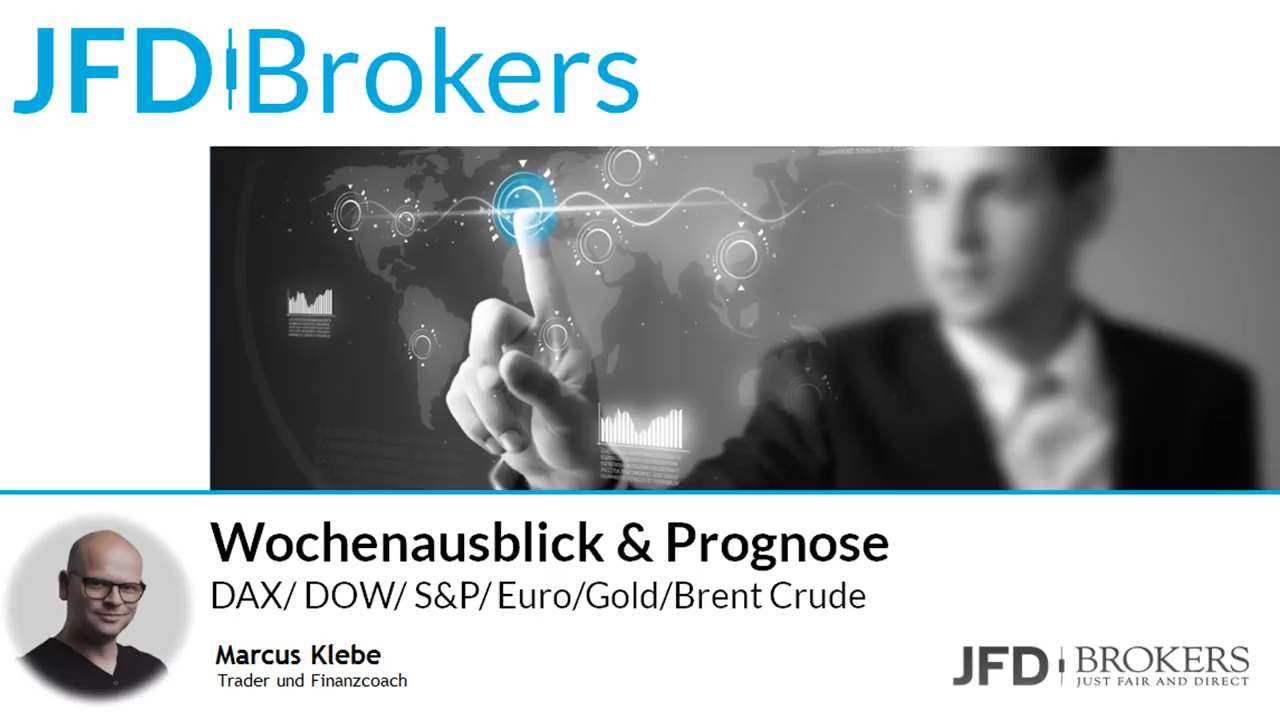 JFD Brokers
Wochenausblick & Prognose
DAX/ DOW/ S&P/ Euro/Gold/Brent Crude
Marcus Klebe
Trader und Finanzcoach
JFD BROKERS
JUST FAIR AND DIRECT